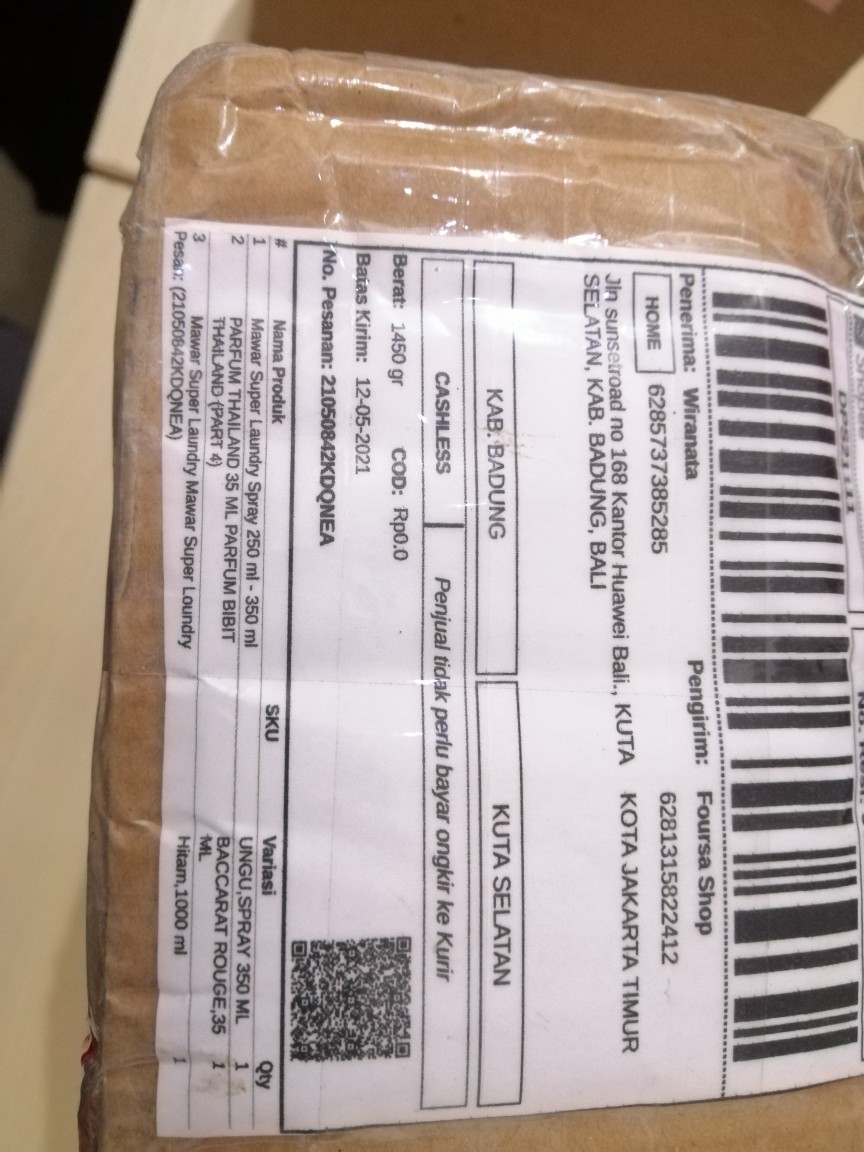 Penerima: Wiranata
Pengirim: Foursa Shop
HOME 6285737385285
6281315822412
Jln sunsetroad no 168 Kantor Huawei Bali., KUTA
SELATAN, KAB. BADUNG, BALI
KOTA JAKARTA TIMUR
KAB. BADUNG
KUTA SELATAN
CASHLESS
Penjual tidak perlu bayar ongkir ke Kurir
Berat: 1450 gr COD: Rp0.0
Batas Kirim: 12-05-2021
No. Pesanan: 21050842KDQNEA
# Nama Produk SKU Variasi Qty
1 Mawar Super Laundry Spray 250 ml - 350 ml UNGU,SPRAY 350 ML 1
2 PARFUM THAILAND 35 ML PARFUM BIBIT BACCARAT ROUGE,35 1
THAILAND (PART 4) ML
3 Mawar Super Laundry Mawar Super Loundry Hitam,1000 ml 1
Pesan: (21050842KDQNEA)